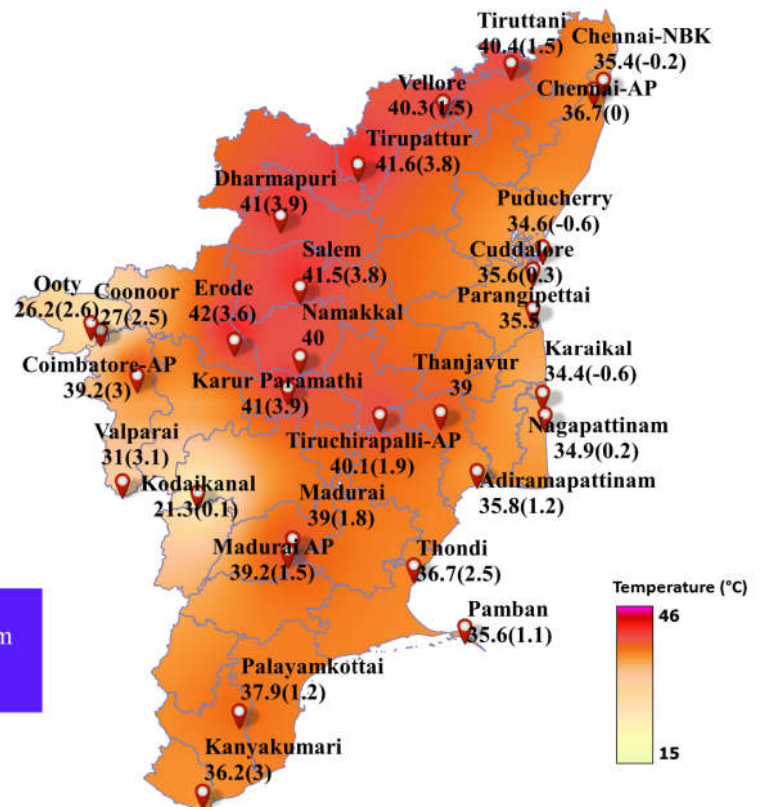 Tiruttani
40.4(1.5)
Chennai-NBK
35.4(-0.2)
Vellore
40.3(1.5)
Chennai-AP
36.7(0)
Tirupattur
41.6(3.8)
Dharmapuri
41(3.9)
Puducherry
34.6(-0.6)
Salem
41.5(3.8)
Cuddalore
35.6(0.3)
Ooty
26.2(2.6)
Coonoor
27(2.5)
Erode
42(3.6)
Parangipettai
35.5
Namakkal
40
Karaikal
34.4(-0.6)
Coimbatore-AP
39.2(3)
Karur Paramathi
41(3.9)
Thanjavur
39
Nagapattinam
34.9(0.2)
Valparai
31(3.1)
Tiruchirapalli-AP
40.1(1.9)
Kodaikanal
21.3(0.1)
Madurai
39(1.8)
Adiramapattinam
35.8(1.2)
Madurai AP
39.2(1.5)
Thondi
36.7(2.5)
Temperature (°C)
46
15
m
Pamban
35.6(1.1)
Palayamkottai
37.9(1.2)
Kanyakumari
36.2(3)